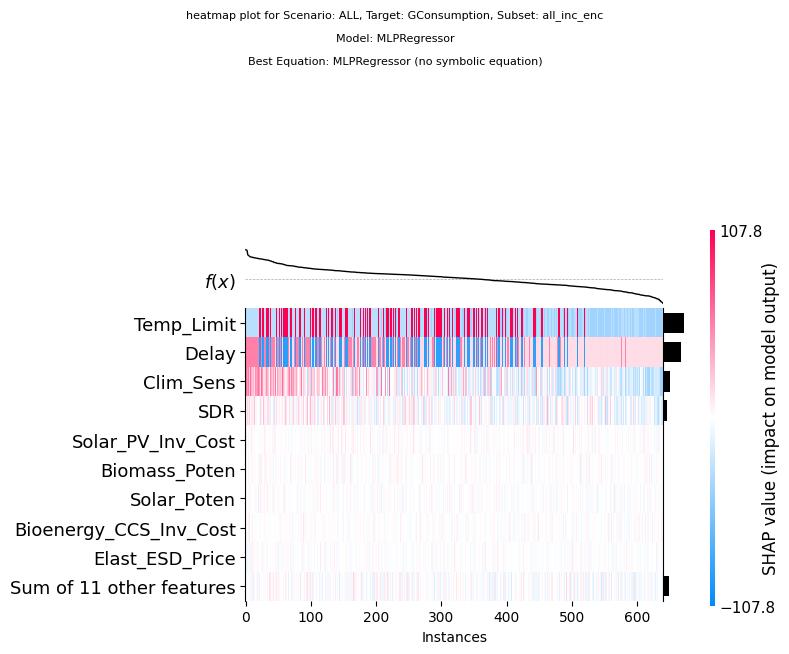 heatmap plot for Scenario: ALL, Target: GConsumption, Subset: all_inc_enc
Model: MLPRegressor
Best Equation: MLPRegressor (no symbolic equation)
107.8
f(x)
Temp_Limit
Delay
Clim_Sens
SDR
Solar_PV_Inv_Cost
Biomass_Poten
Solar_Poten
Bioenergy_CCS_Inv_Cost
Elast_ESD_Price
Sum of 11 other features
SHAP value (impact on model output)
−107.8
0 100 200 300 400 500 600
Instances